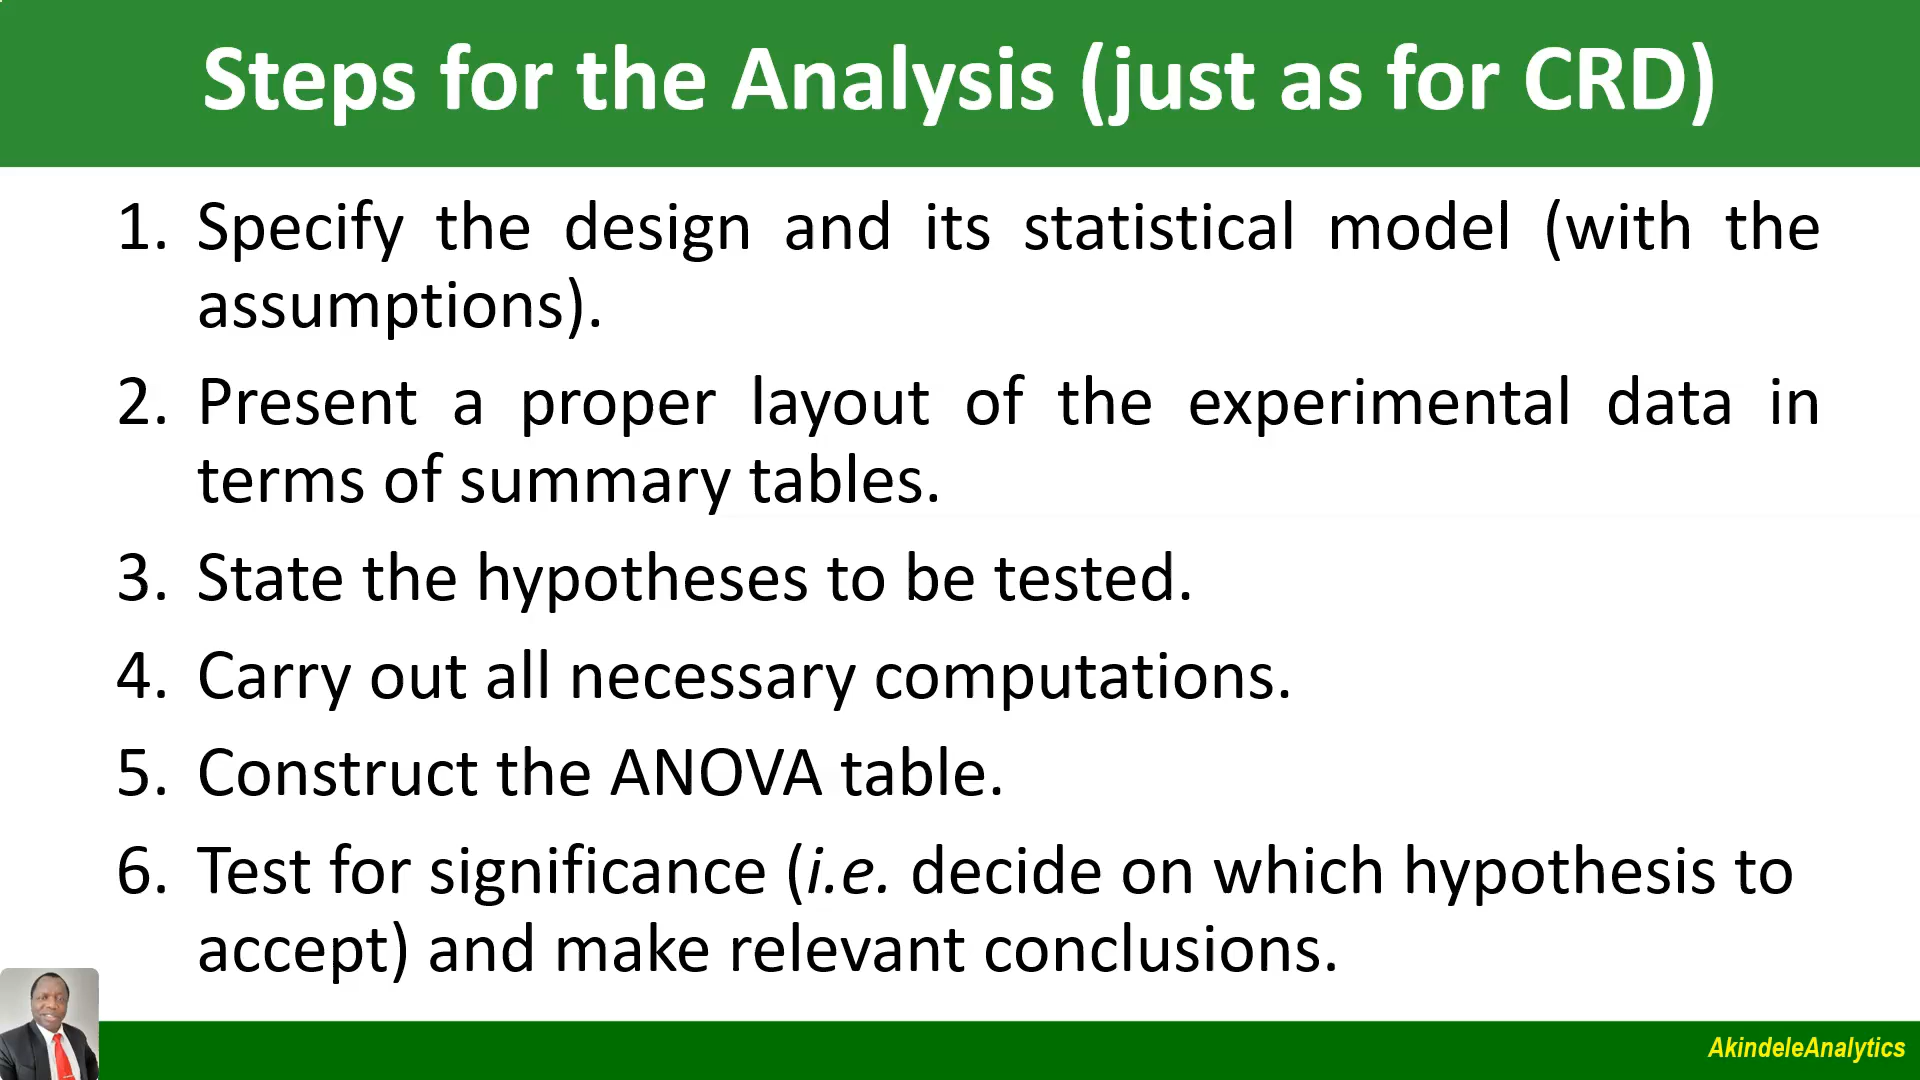 Steps for the Analysis (just as for CRD)
1. Specify the design and its statistical model (with the
assumptions).
2. Present a proper layout of the experimental data in
terms of summary tables.
3. State the hypotheses to be tested.
4. Carry out all necessary computations.
5. Construct the ANOVA table.
6. Test for significance (i.e. decide on which hypothesis to
accept) and make relevant conclusions.
AkindeleAnalytics